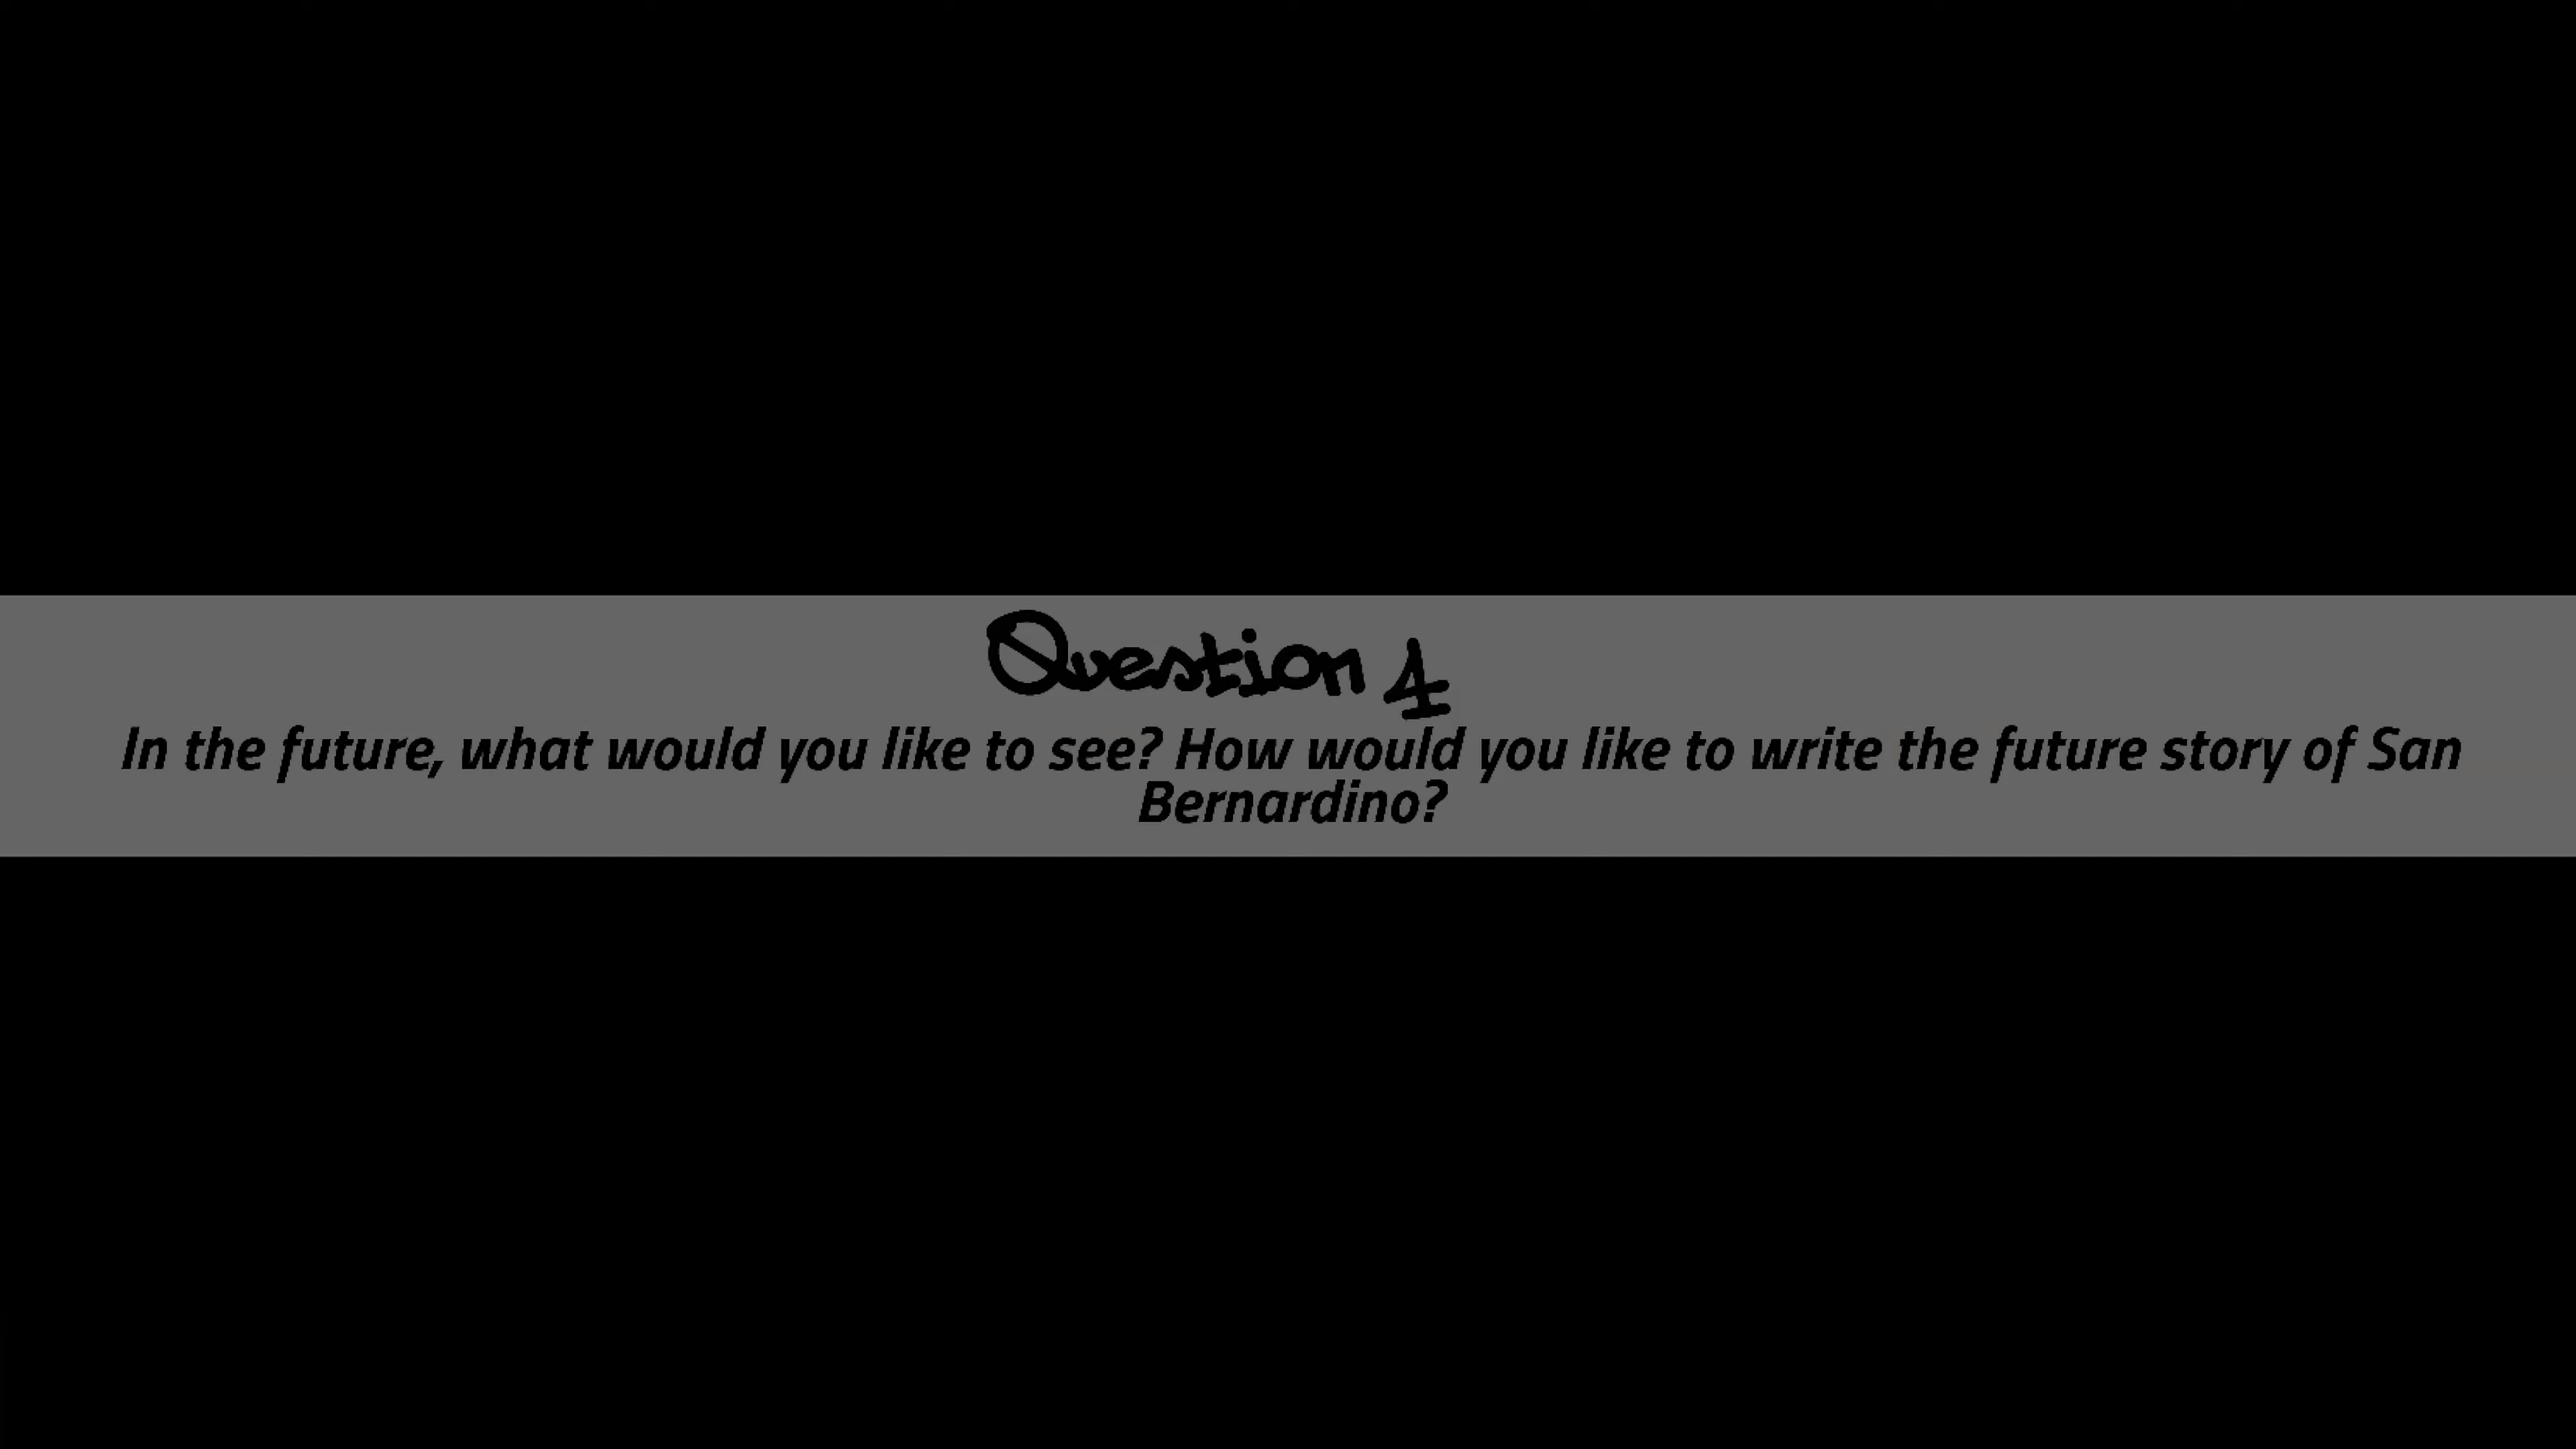 Question 4
In the future, what would you like to see? How would you like to write the future story of San
Bernardino?